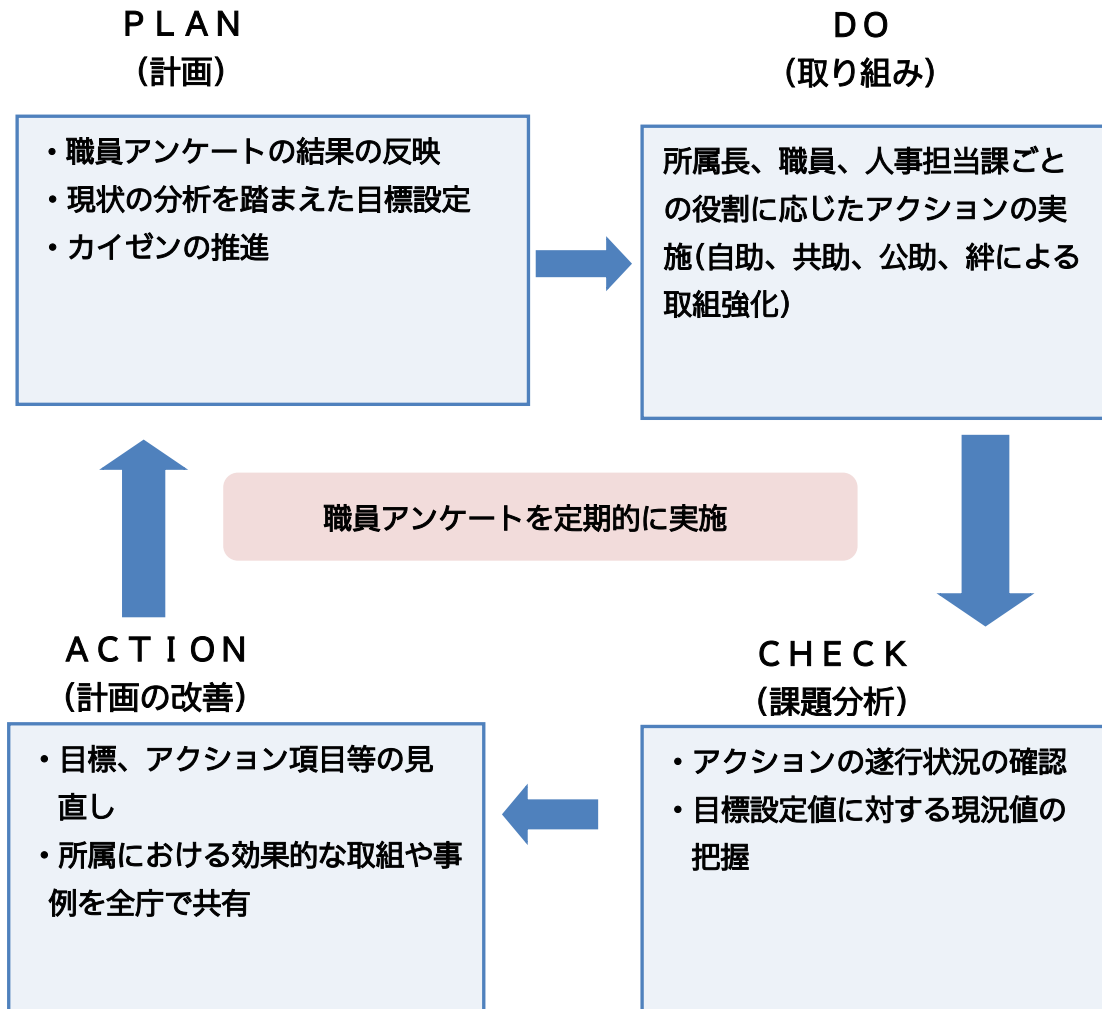 ＰＬＡＮ
（計画）
・職員アンケートの結果の反映
・現状の分析を踏まえた目標設定
・カイゼンの推進
ＤＯ
（取り組み）
所属長、職員、人事担当課ごと
の役割に応じたアクションの実
施（自助、共助、公助、絆による
取組強化）
職員アンケートを定期的に実施
ＡＣＴＩＯＮ
（計画の改善）
・目標、アクション項目等の見
直し
・所属における効果的な取組や事
例を全庁で共有
ＣＨＥＣＫ
（課題分析）
・アクションの遂行状況の確認
・目標設定値に対する現況値の
把握